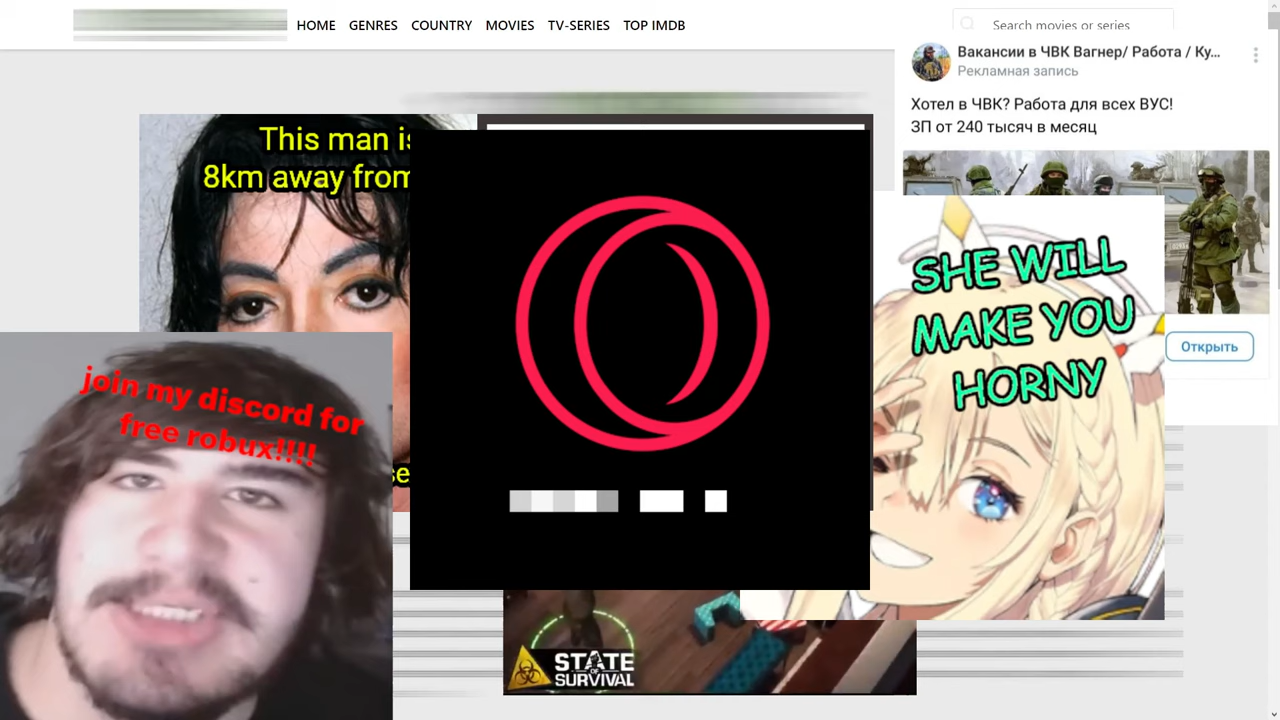 HOME GENRES COUNTRY MOVIES TV-SERIES TOP IMDB
Search movies or series
Вакансии в ЧВК Вагнер/ Работа / Ку...
Рекламная запись
Хотел в ЧВК? Работа для всех ВУС!
ЗП от 240 тысяч в месяц
Открыть
This man is
8km away from
se
SHE WILL
MAKE YOU
HORNY
join my discord for
free robux!!!!
STATE
OF
SURVIVAL